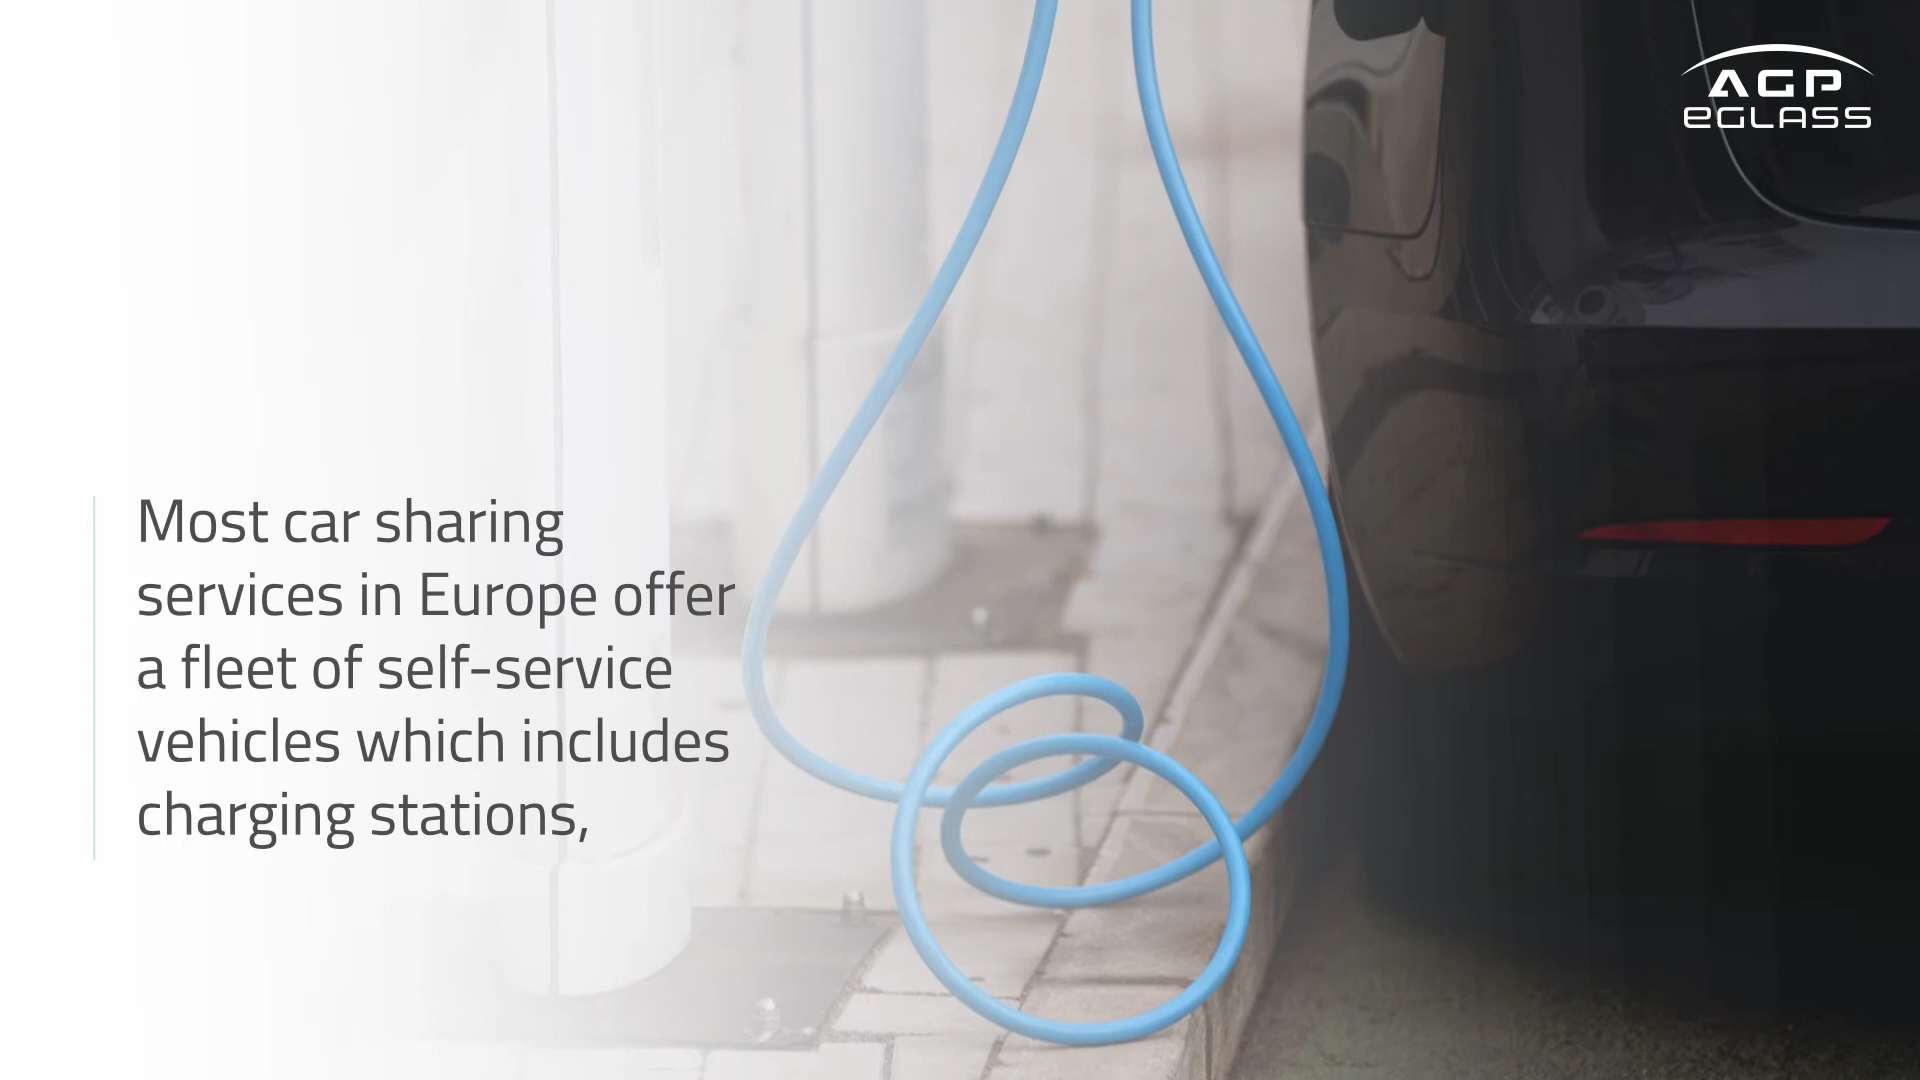 AGP
eGLASS
Most car sharing
services in Europe offer
a fleet of self-service
vehicles which includes
charging stations,